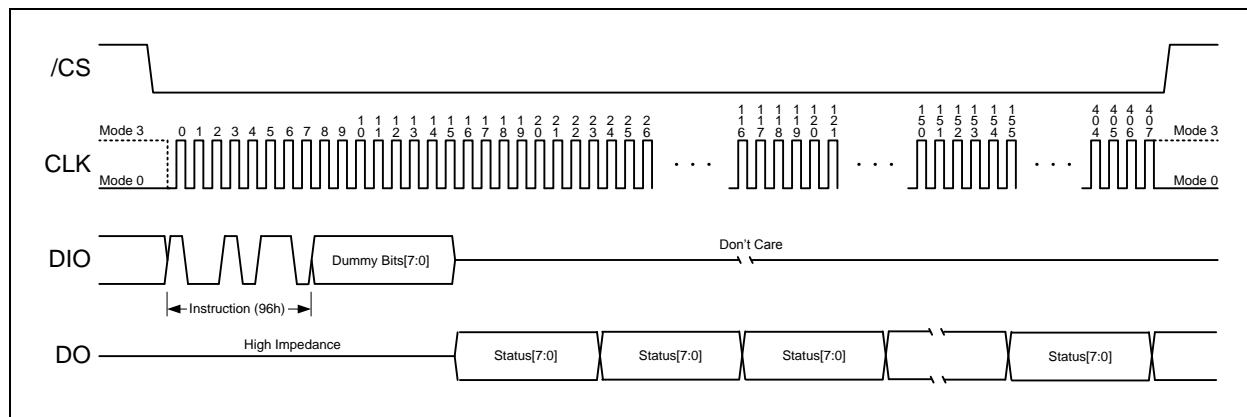 /CS
0 1 2 3 4 5 6 7 8 9 10 11 12 13 14 15 16 17 18 19 20 21 22 23 24 25 26 116 117 118 119 120 121 150 151 152 153 154 155 404 405 406 407
Mode 3 Mode 3
CLK . . . . . . . . .
Mode 0 Mode 0
Don't Care
DIO Dummy Bits[7:0]
Instruction (96h)
High Impedance
DO Status[7:0] Status[7:0] Status[7:0] Status[7:0]